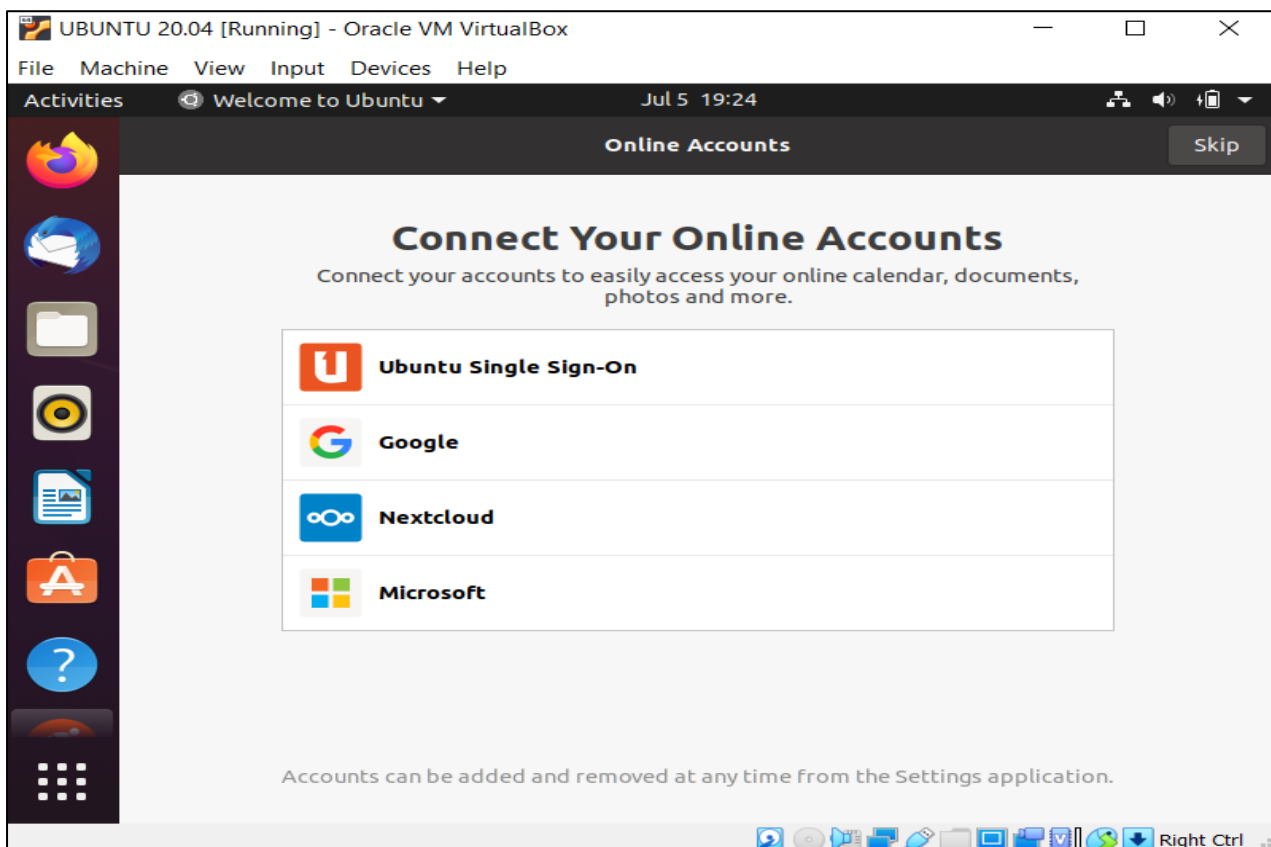 UBUNTU 20.04 [Running] - Oracle VM VirtualBox
File Machine View Input Devices Help
Activities Welcome to Ubuntu Jul 5 19:24
Online Accounts Skip
Connect Your Online Accounts
Connect your accounts to easily access your online calendar, documents,
photos and more.
Ubuntu Single Sign-On
Google
Nextcloud
Microsoft
Accounts can be added and removed at any time from the Settings application.
Right Ctrl